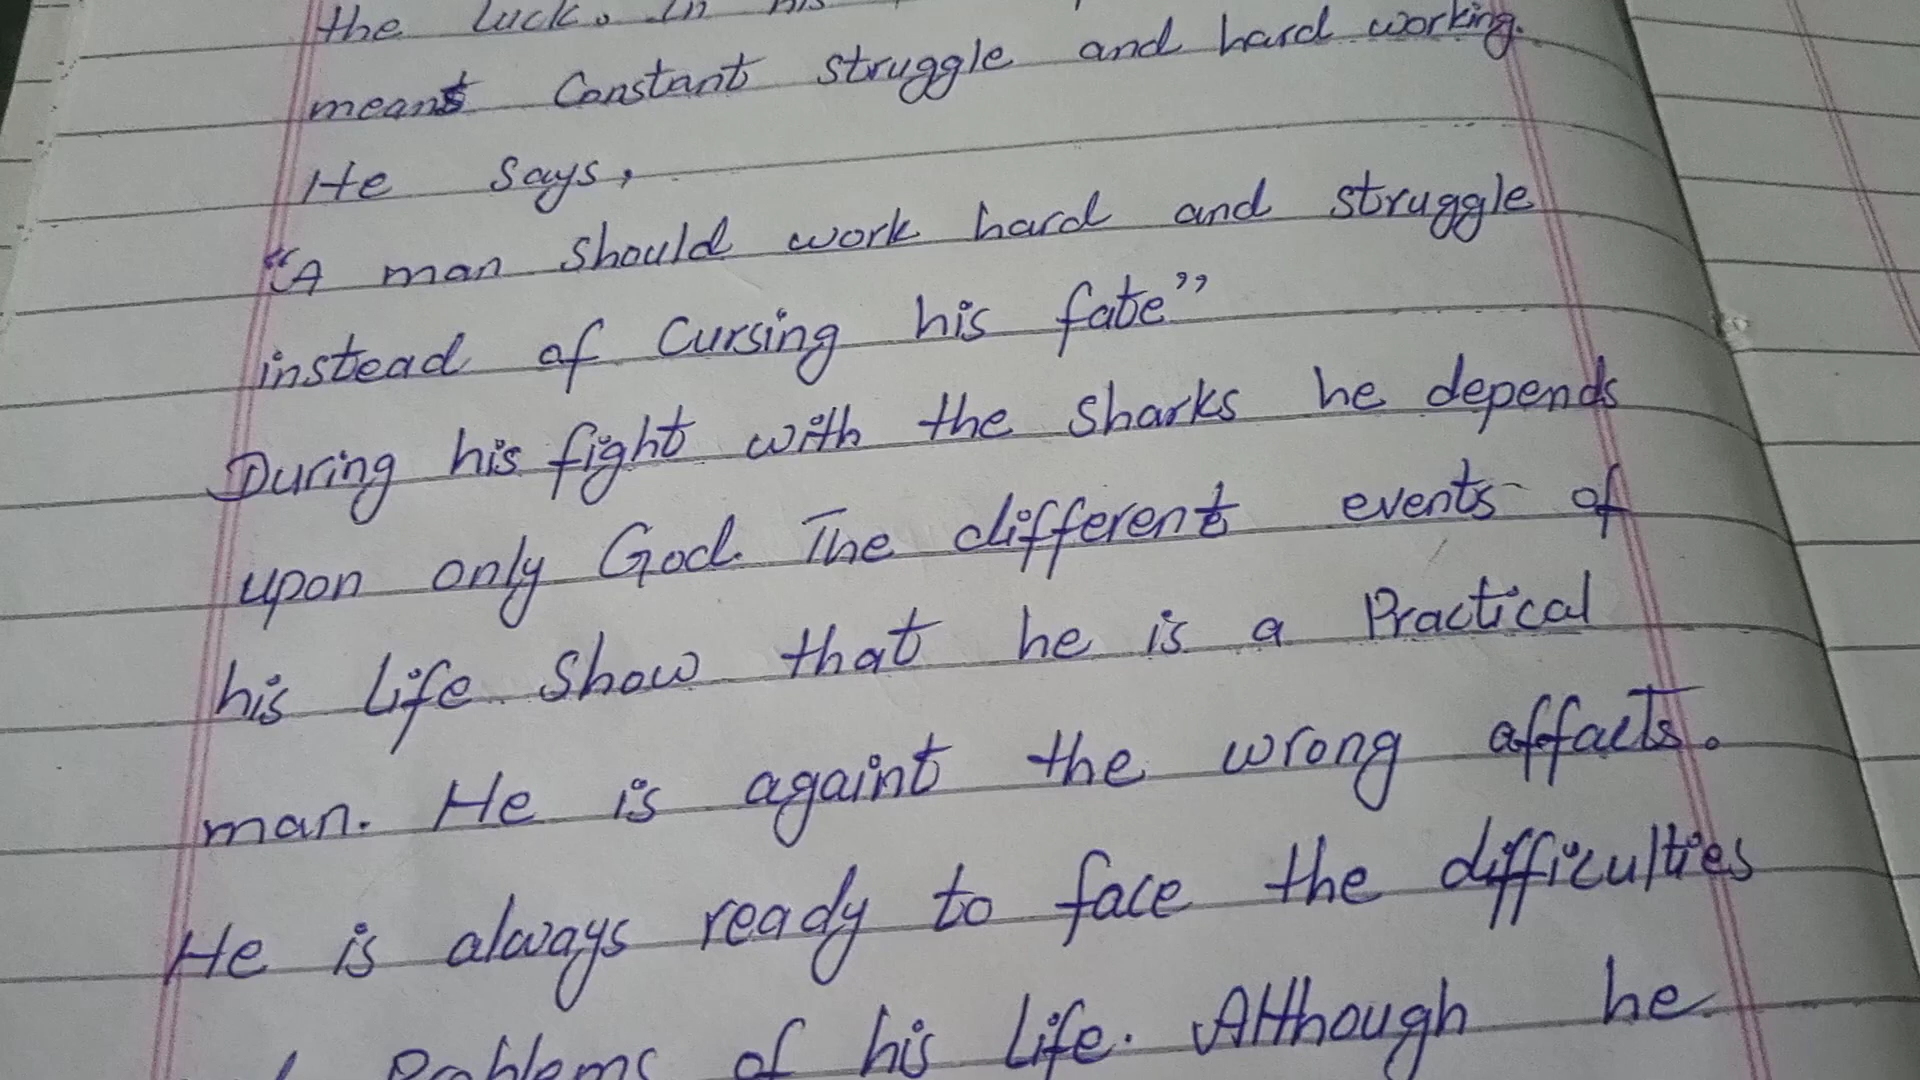 the luck. In his
means Constant struggle and hard working.
He says,
"A man should work hard and struggle
instead of Cursing his fate"
During his fight with the sharks he depends
upon only God. The different events of
his life show that he is a Practical
man. He is againt the wrong affacts.
He is always ready to face the difficulties
Problems of his life. Although he